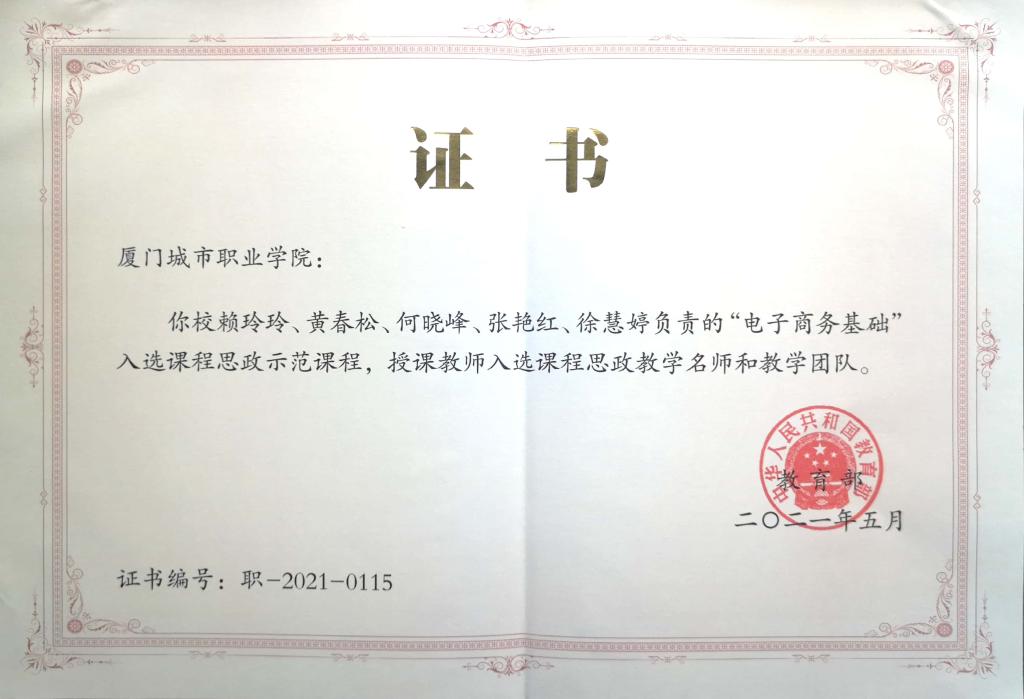 证书
厦门城市职业学院：
你校赖玲玲、黄春松、何晓峰、张艳红、徐慧婷负责的“电子商务基础”
入选课程思政示范课程，授课教师入选课程思政教学名师和教学团队。
中华人民共和国教育部
教育部
二〇二一年五月
证书编号：职-2021-0115